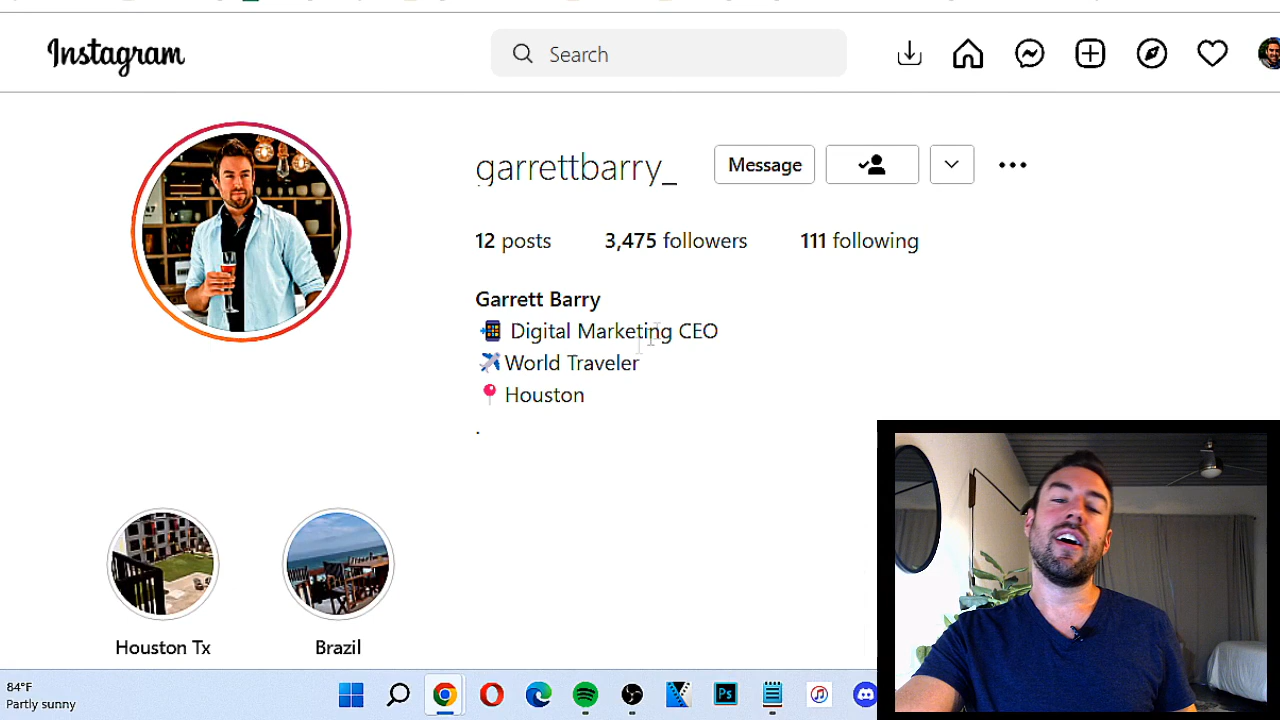 Instagram
Search
garrettbarry_
Message
12 posts 3,475 followers 111 following
Garrett Barry
Digital Marketing CEO
World Traveler
Houston
.
Houston Tx
Brazil
84°F
Partly sunny
Ps